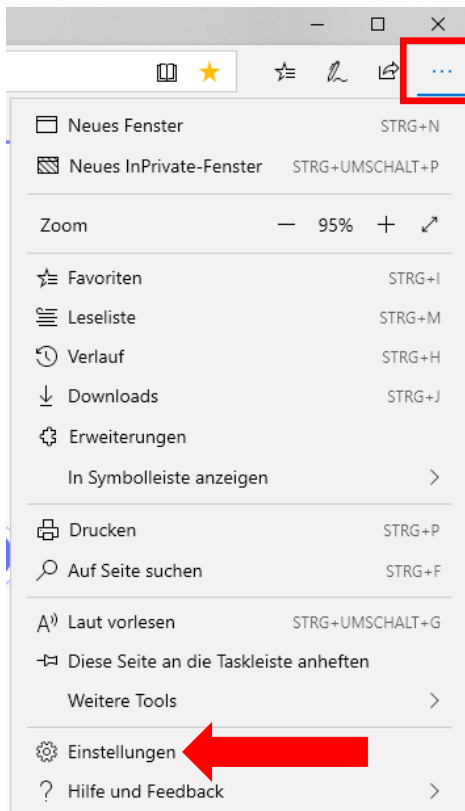 Neues Fenster STRG+N
Neues InPrivate-Fenster STRG+UMSCHALT+P
Zoom — 95% +
Favoriten STRG+I
Leseliste STRG+M
Verlauf STRG+H
Downloads STRG+J
Erweiterungen
In Symbolleiste anzeigen
Drucken STRG+P
Auf Seite suchen STRG+F
Laut vorlesen STRG+UMSCHALT+G
Diese Seite an die Taskleiste anheften
Weitere Tools
Einstellungen
Hilfe und Feedback